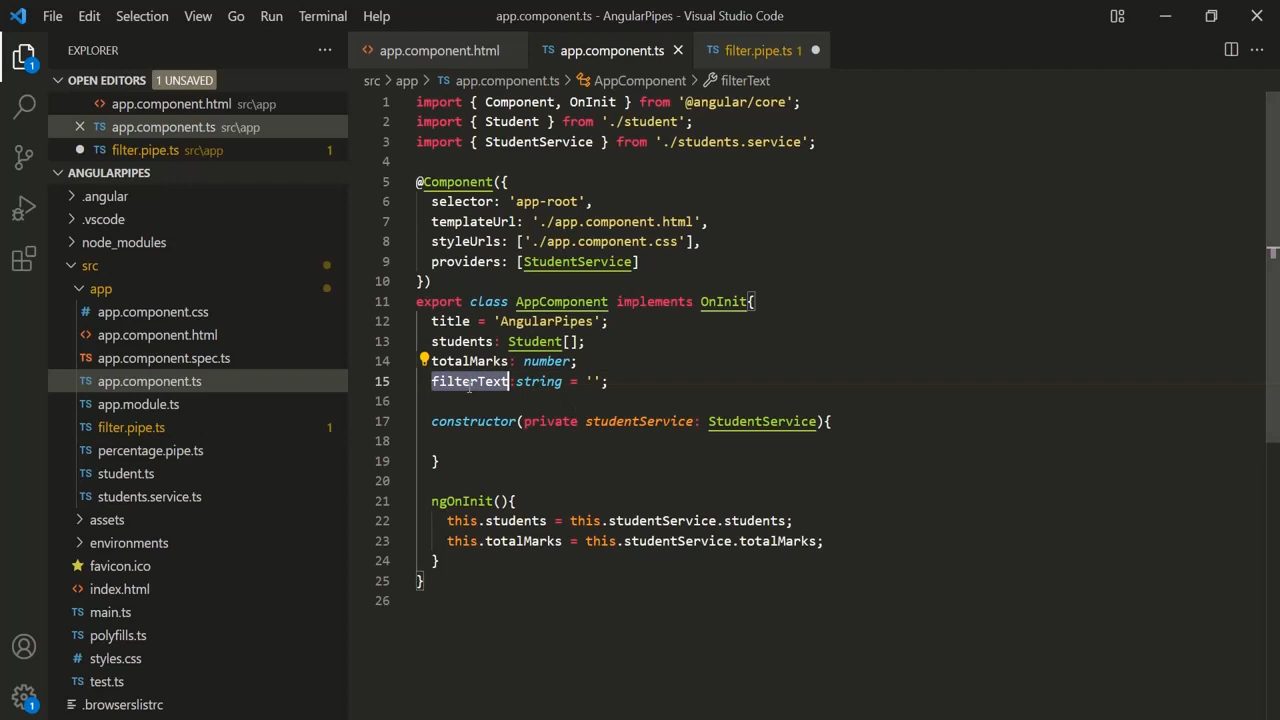 File Edit Selection View Go Run Terminal Help app.component.ts - AngularPipes - Visual Studio Code
EXPLORER ...
app.component.html app.component.ts filter.pipe.ts 1
OPEN EDITORS 1 UNSAVED
app.component.html src\app
app.component.ts src\app
filter.pipe.ts src\app 1
ANGULARPIPES
.angular
.vscode
node_modules
src
app
app.component.css
app.component.html
app.component.spec.ts
app.component.ts
app.module.ts
filter.pipe.ts 1
percentage.pipe.ts
student.ts
students.service.ts
assets
environments
favicon.ico
index.html
main.ts
polyfills.ts
styles.css
test.ts
.browserslistrc
src > app > TS app.component.ts > AppComponent > filterText
1 import { Component, OnInit } from '@angular/core';
2 import { Student } from './student';
3 import { StudentService } from './students.service';
4
5 @Component({
6 selector: 'app-root',
7 templateUrl: './app.component.html',
8 styleUrls: ['./app.component.css'],
9 providers: [StudentService]
10 })
11 export class AppComponent implements OnInit{
12 title = 'AngularPipes';
13 students: Student[];
14 totalMarks: number;
15 filterText:string = '';
16
17 constructor(private studentService: StudentService){
18
19 }
20
21 ngOnInit(){
22 this.students = this.studentService.students;
23 this.totalMarks = this.studentService.totalMarks;
24 }
25 }
26